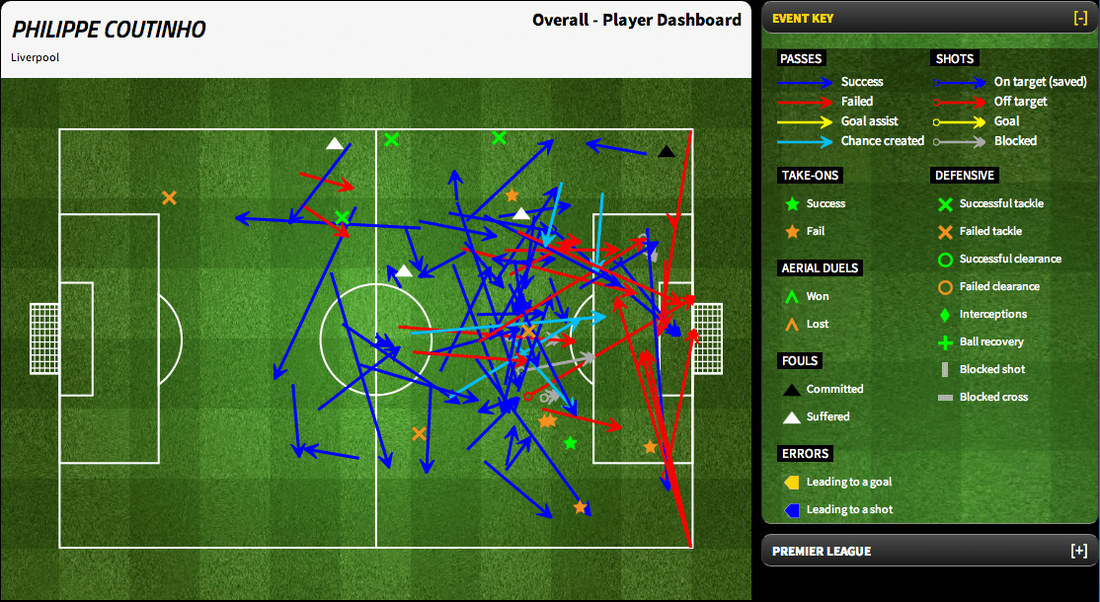 PHILIPPE COUTINHO
Overall - Player Dashboard
Liverpool
EVENT KEY
[-]
PASSES
Success
Failed
Goal assist
Chance created
SHOTS
On target (saved)
Off target
Goal
Blocked
TAKE-ONS
Success
Fail
AERIAL DUELS
Won
Lost
FOULS
Committed
Suffered
ERRORS
Leading to a goal
Leading to a shot
DEFENSIVE
Successful tackle
Failed tackle
Successful clearance
Failed clearance
Interceptions
Ball recovery
Blocked shot
Blocked cross
PREMIER LEAGUE
[+]